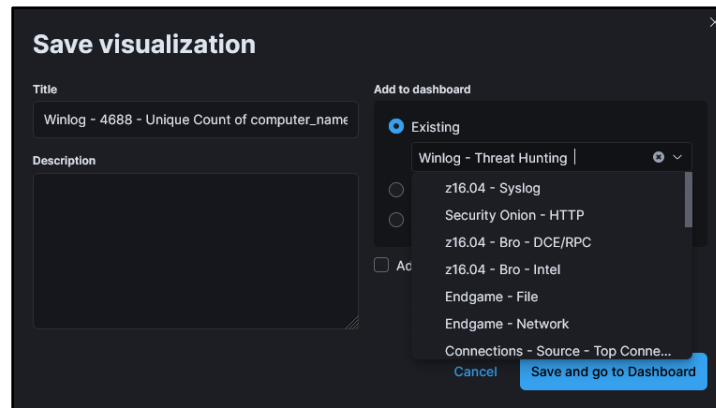 Save visualization
Title
Winlog - 4688 - Unique Count of computer_name
Description
Add to dashboard
Existing
Winlog - Threat Hunting
z16.04 - Syslog
Security Onion - HTTP
z16.04 - Bro - DCE/RPC
z16.04 - Bro - Intel
Ad
Endgame - File
Endgame - Network
Connections - Source - Top Conne...
Cancel
Save and go to Dashboard